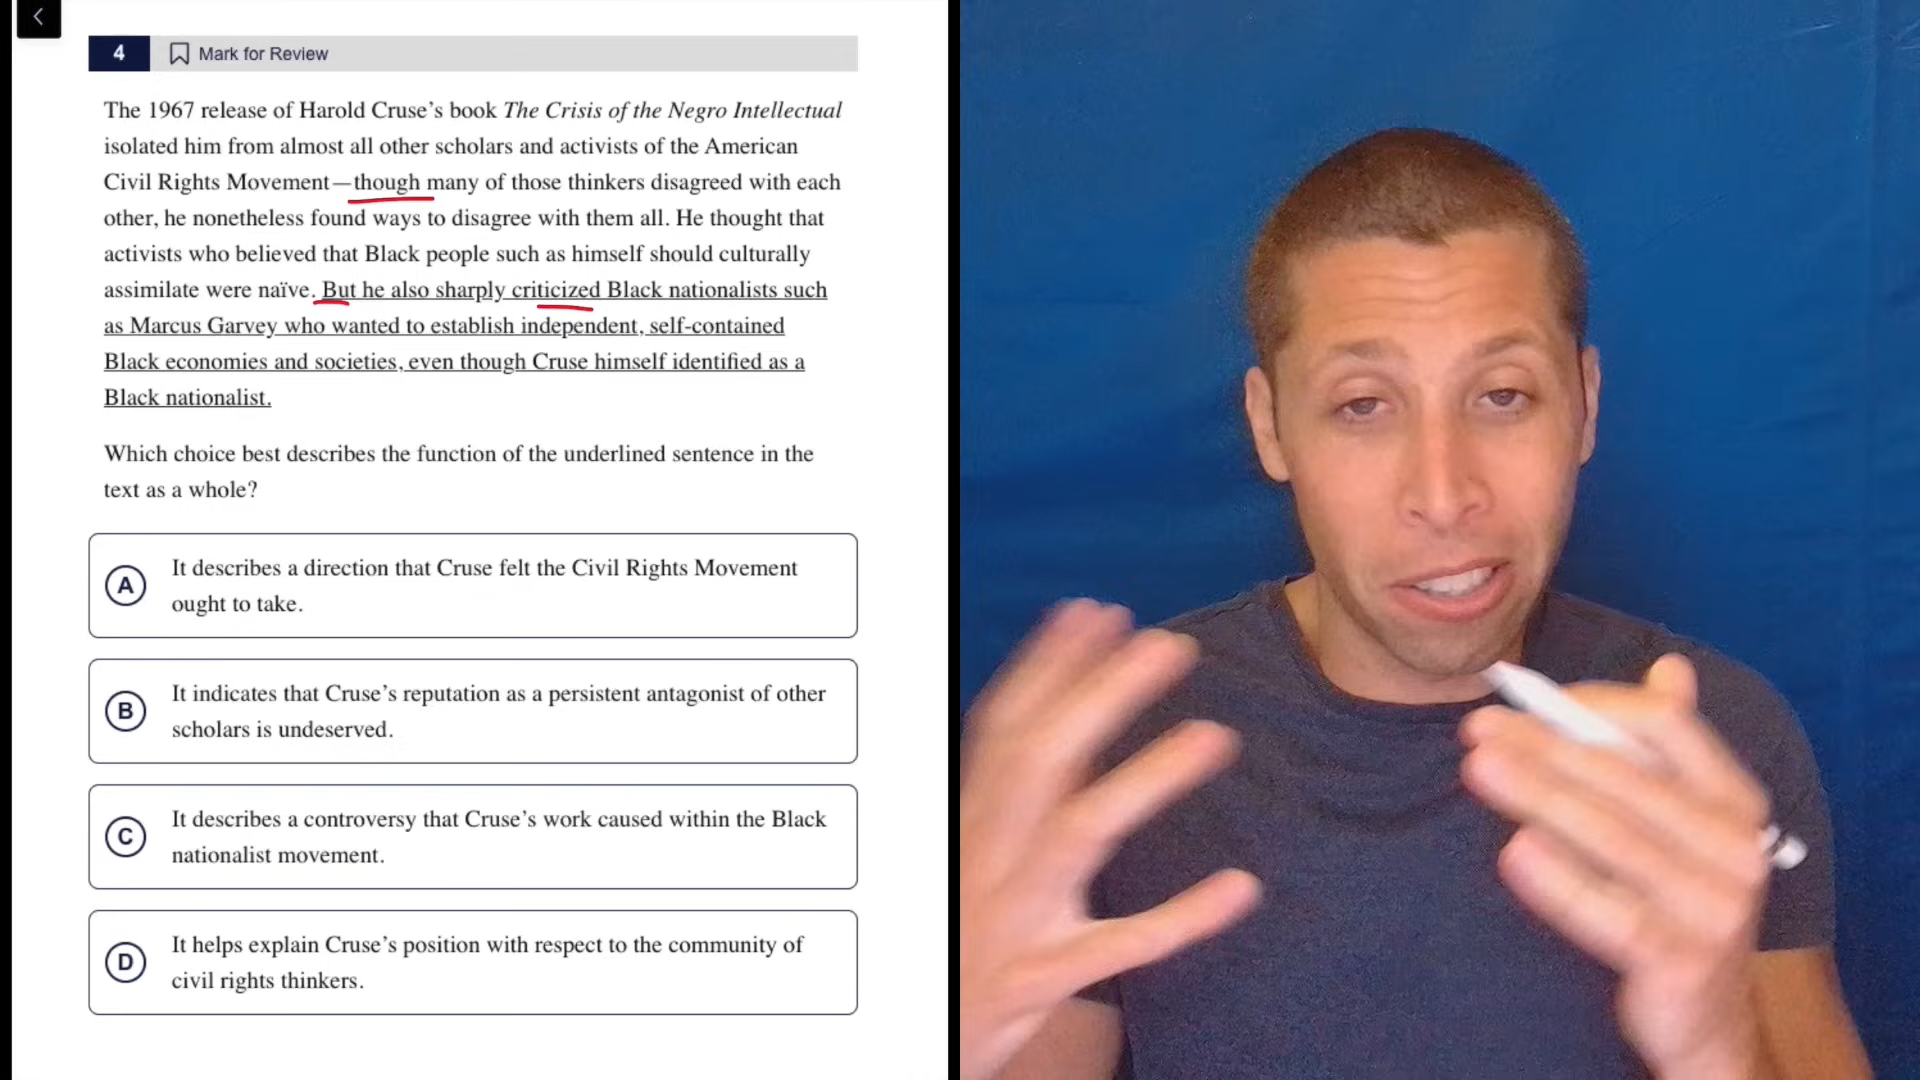 4 Mark for Review
The 1967 release of Harold Cruse’s book The Crisis of the Negro Intellectual
isolated him from almost all other scholars and activists of the American
Civil Rights Movement—though many of those thinkers disagreed with each
other, he nonetheless found ways to disagree with them all. He thought that
activists who believed that Black people such as himself should culturally
assimilate were naïve. But he also sharply criticized Black nationalists such
as Marcus Garvey who wanted to establish independent, self-contained
Black economies and societies, even though Cruse himself identified as a
Black nationalist.
Which choice best describes the function of the underlined sentence in the
text as a whole?
A It describes a direction that Cruse felt the Civil Rights Movement
ought to take.
B It indicates that Cruse’s reputation as a persistent antagonist of other
scholars is undeserved.
C It describes a controversy that Cruse’s work caused within the Black
nationalist movement.
D It helps explain Cruse’s position with respect to the community of
civil rights thinkers.